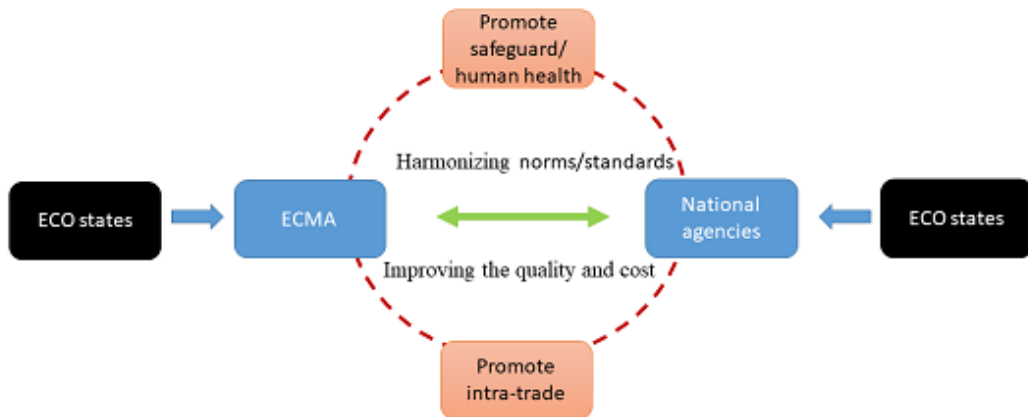 Promote
safeguard/
human health
Harmonizing norms/standards
ECO states
ECMA
National
agencies
ECO states
Improving the quality and cost
Promote
intra-trade